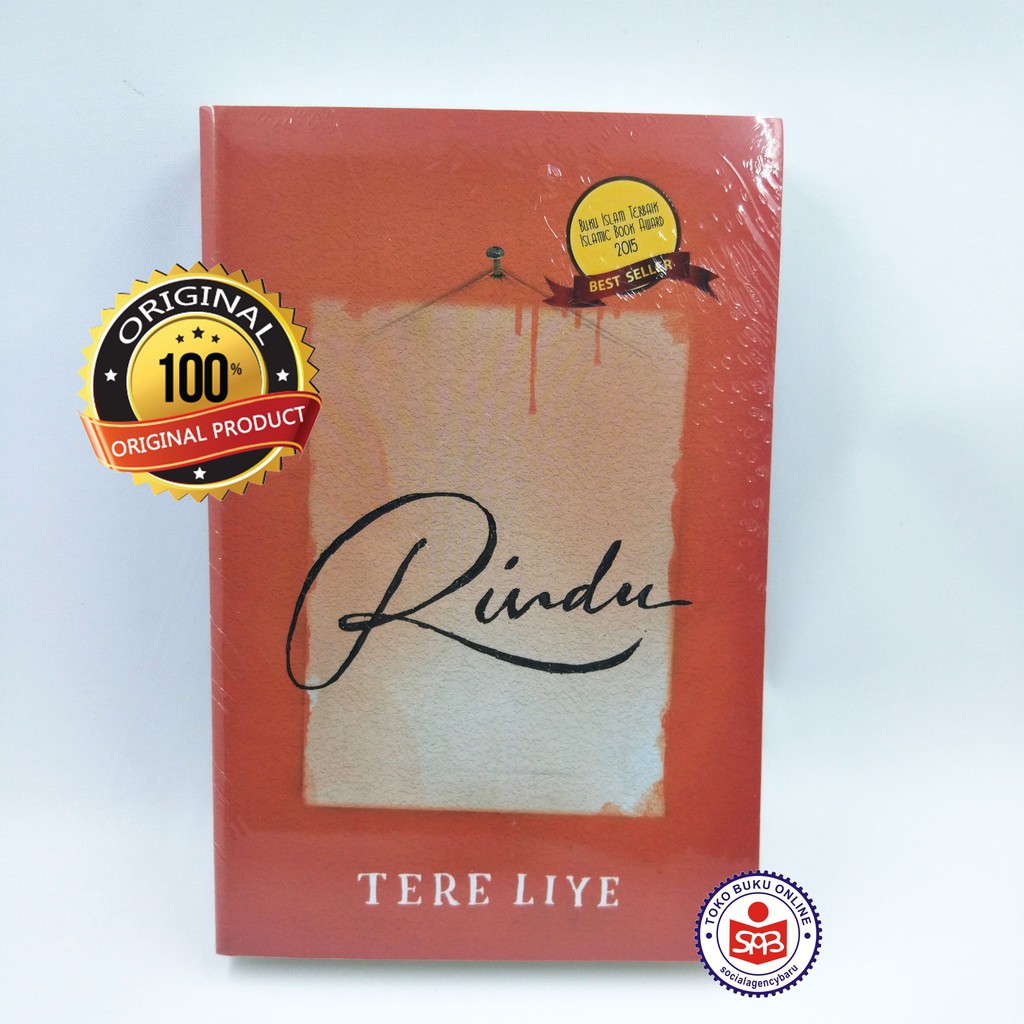 BUKU ISLAM TERBAIK
ISLAMIC BOOK AWARD
2015
BEST SELLER
ORIGINAL
100%
ORIGINAL PRODUCT
Rindu
TERE LIYE
TOKO BUKU ONLINE
SAB
socialagencybaru